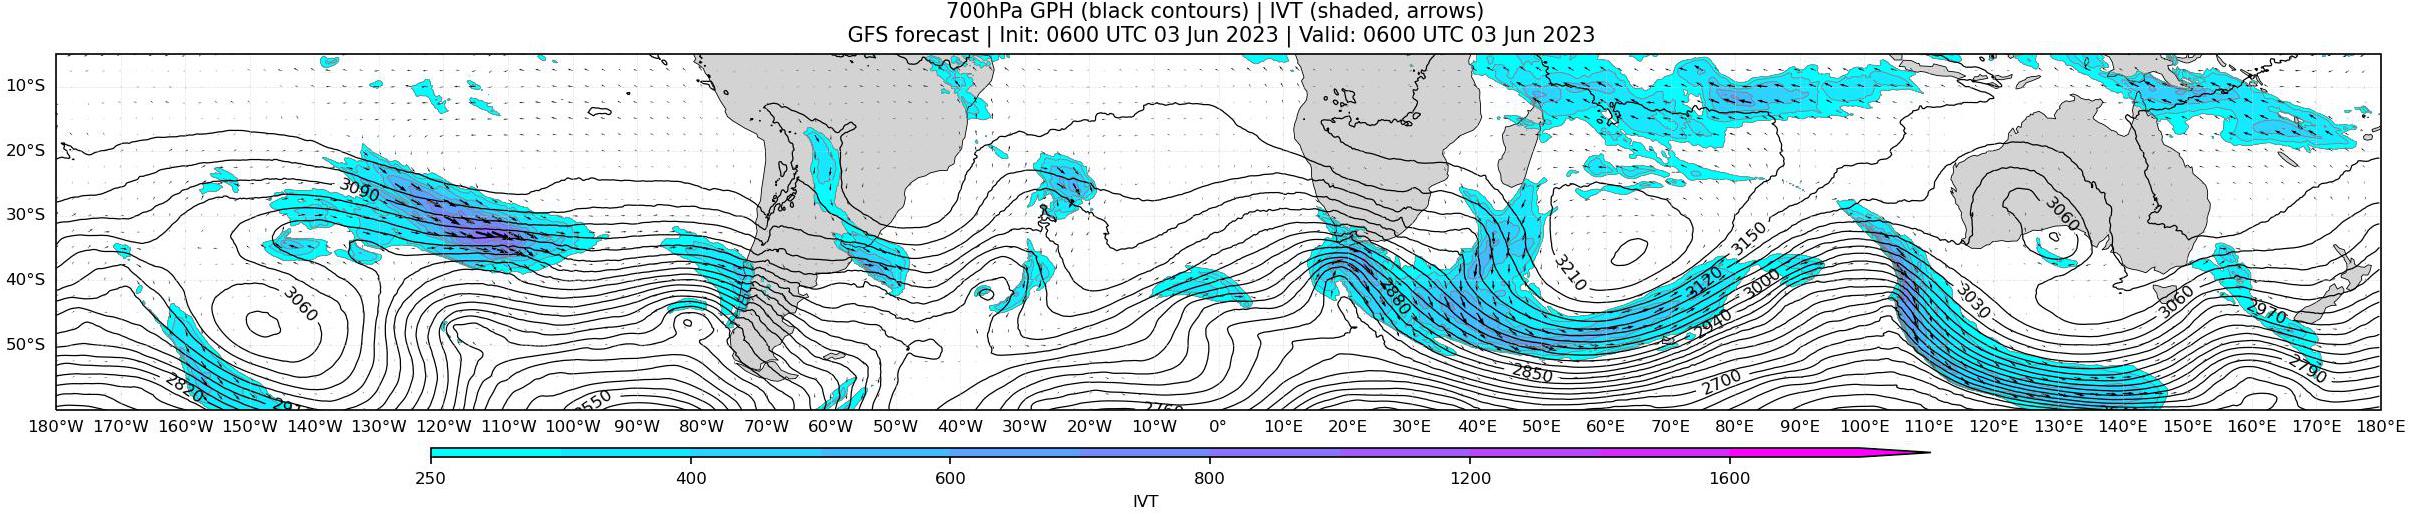 700hPa GPH (black contours) | IVT (shaded, arrows)
GFS forecast | Init: 0600 UTC 03 Jun 2023 | Valid: 0600 UTC 03 Jun 2023
10°S
20°S
30°S
40°S
50°S
3090
3060
2820
3060
3150
3210
3120
3000
2880
2940
3030
3060
2970
2850
2700
2790
180°W 170°W 160°W 150°W 140°W 130°W 120°W 110°W 100°W 90°W 80°W 70°W 60°W 50°W 40°W 30°W 20°W 10°W 0° 10°E 20°E 30°E 40°E 50°E 60°E 70°E 80°E 90°E 100°E 110°E 120°E 130°E 140°E 150°E 160°E 170°E 180°E
250 400 600 800 1200 1600
IVT